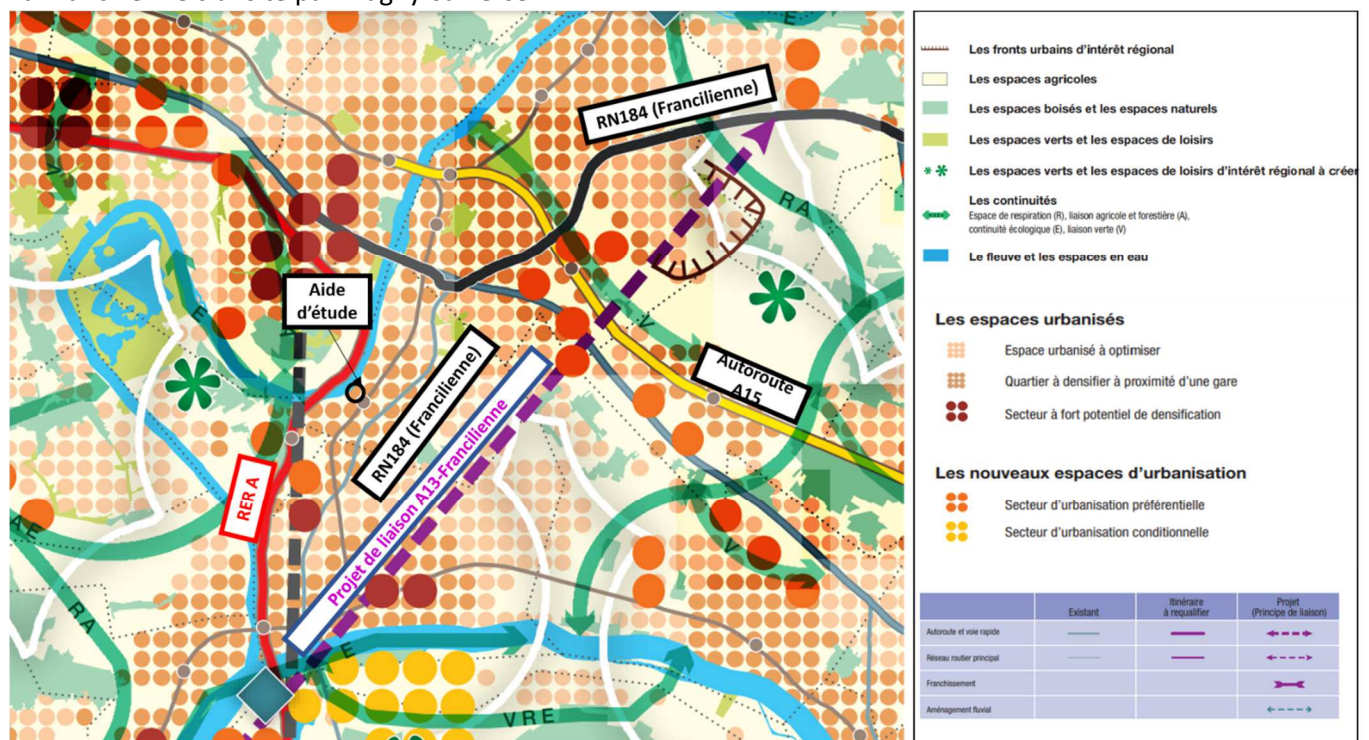 RN184 (Francilienne)
RA
Aide
d'étude
E
E
V
V
RN184 (Francilienne)
Autoroute
A15
Projet de liaison A13-Francilienne
RER A
AE
RA
V
V
E
VRE
Les fronts urbains d'intérêt régional
Les espaces agricoles
Les espaces boisés et les espaces naturels
Les espaces verts et les espaces de loisirs
Les espaces verts et les espaces de loisirs d'intérêt régional à créer
Les continuités
Espace de respiration (R), liaison agricole et forestière (A),
continuité écologique (E), liaison verte (V)
Le fleuve et les espaces en eau
Les espaces urbanisés
Espace urbanisé à optimiser
Quartier à densifier à proximité d'une gare
Secteur à fort potentiel de densification
Les nouveaux espaces d'urbanisation
Secteur d'urbanisation préférentielle
Secteur d'urbanisation conditionnelle
Existant
Itinéraire
à requalifier
Projet
(Principe de liaison)
Autoroute et voie rapide
Réseau routier principal
Franchissement
Aménagement fluvial